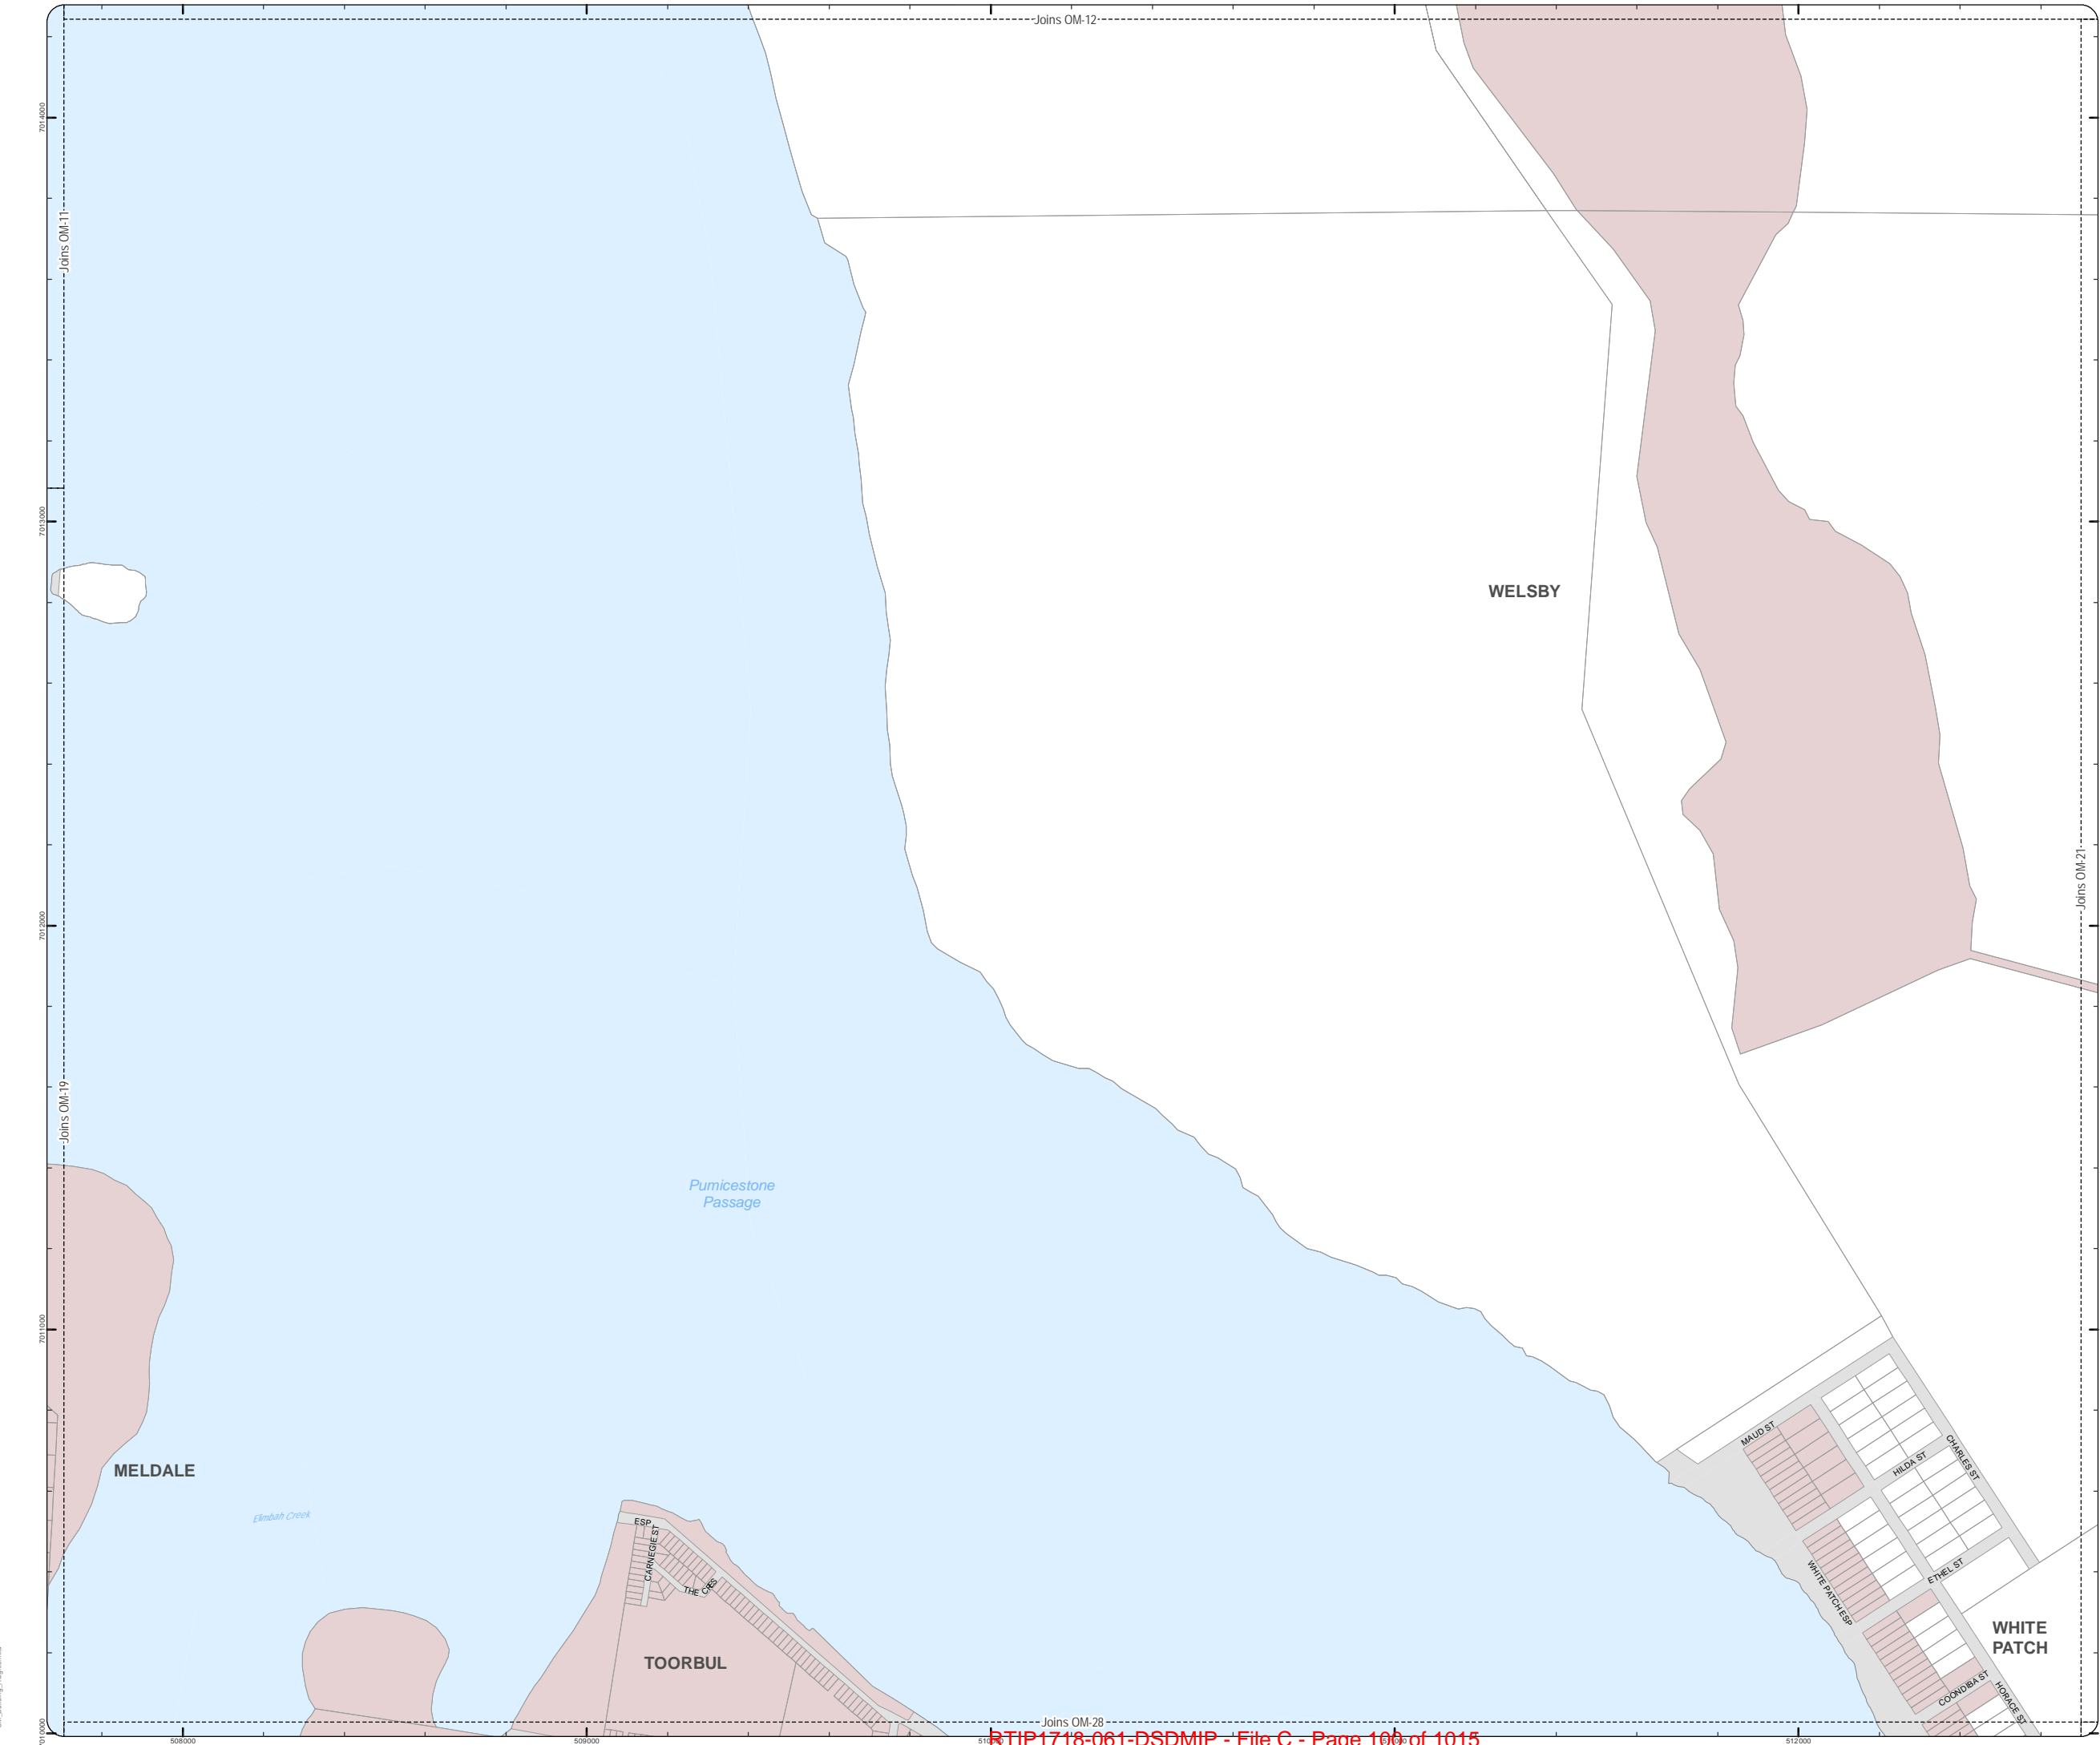 Joins OM-12
7014000
Joins OM-11
7013000
WELSBY
7012000
Joins OM-21
Joins OM-19
Pumicestone
Passage
7011000
MAUD ST
CHARLES ST
HILDA ST
MELDALE
Elimbah Creek
ESP
CARNEGIE ST
THE CRES
ETHEL ST
WHITE PATCH ESP
WHITE
PATCH
TOORBUL
COONDIBA ST
HORACE ST
Joins OM-28
RTIP1718-061-DSDMIP - File C - Page 100 of 1015
508000
509000
512000